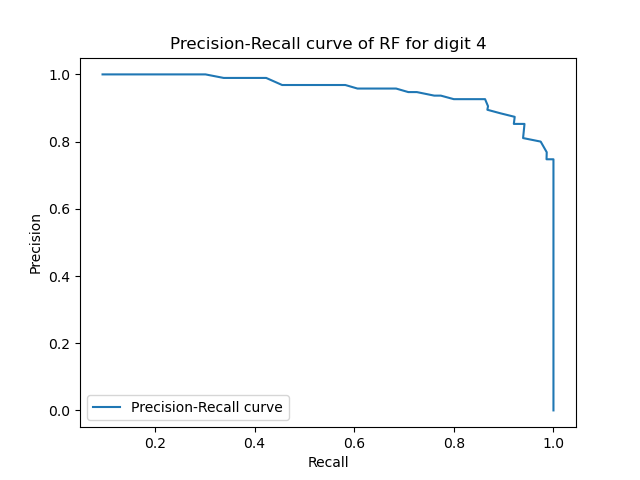 Precision-Recall curve of RF for digit 4
1.0
0.8
0.6
0.4
0.2
0.0
Precision
Precision-Recall curve
0.2 0.4 0.6 0.8 1.0
Recall